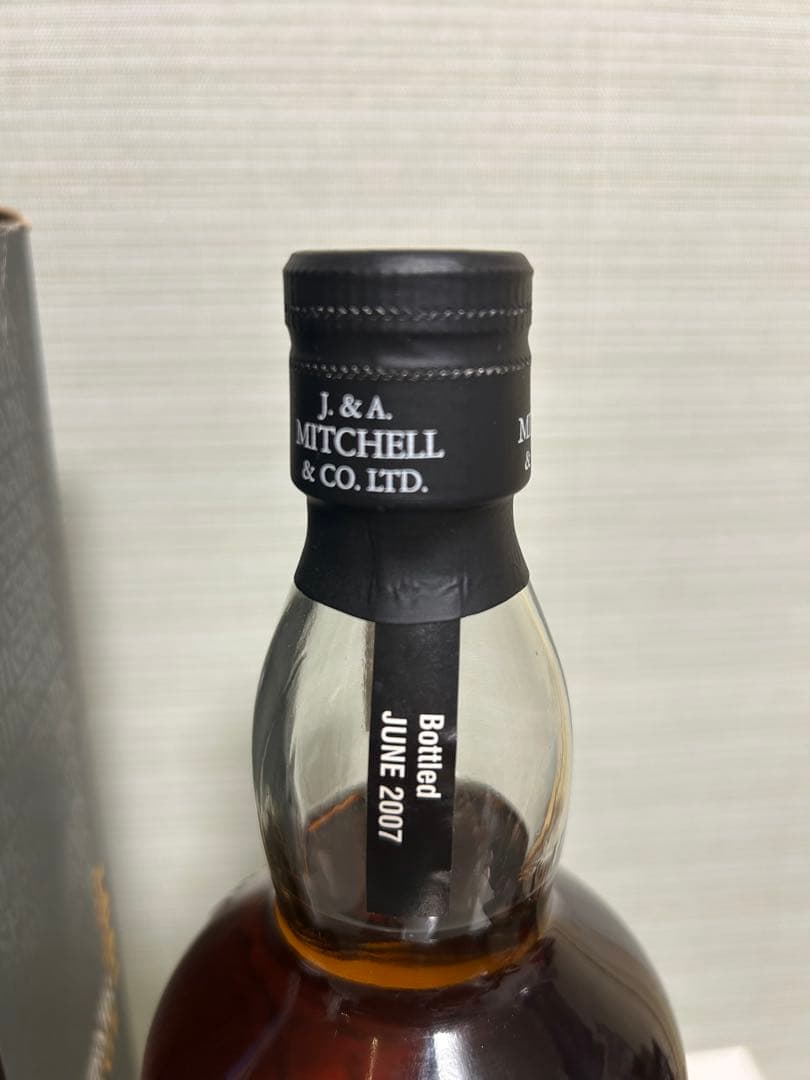 J. & A.
MITCHELL
& CO. LTD.
M
&
Bottled
JUNE 2007